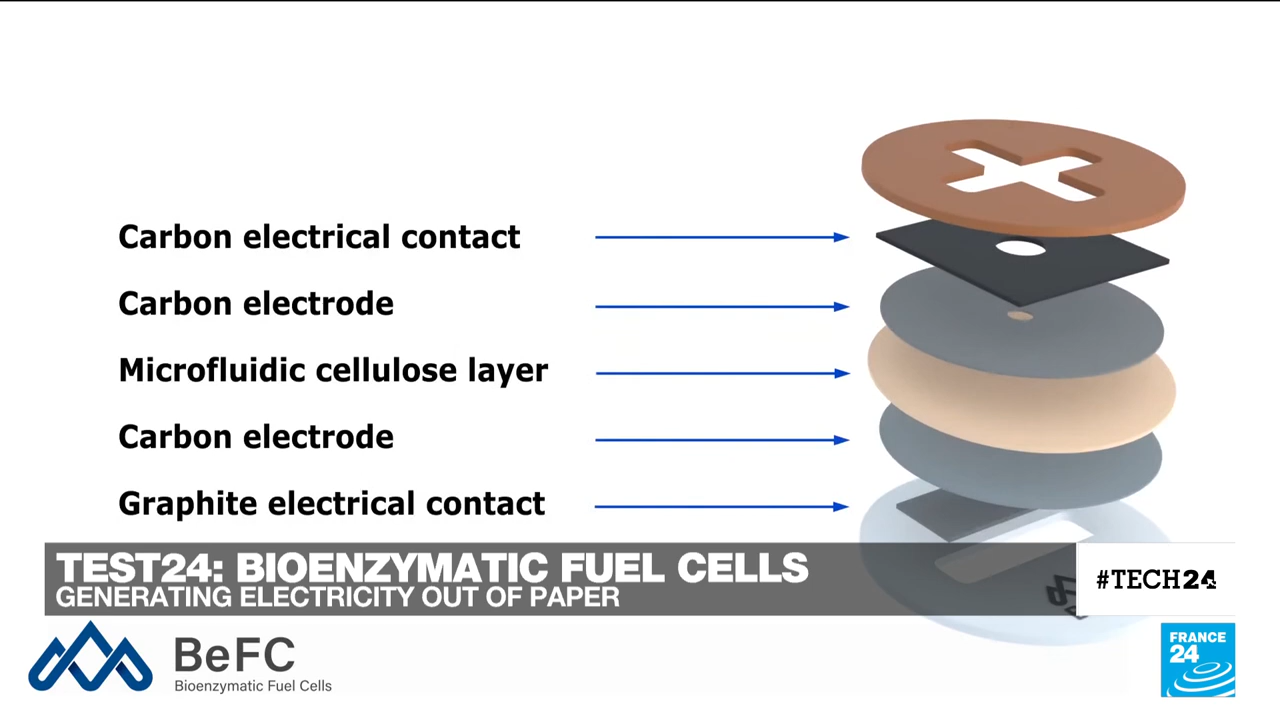 Carbon electrical contact
Carbon electrode
Microfluidic cellulose layer
Carbon electrode
Graphite electrical contact
TEST24: BIOENZYMATIC FUEL CELLS
GENERATING ELECTRICITY OUT OF PAPER
#TECH24
BeFC
Bioenzymatic Fuel Cells
FRANCE
24